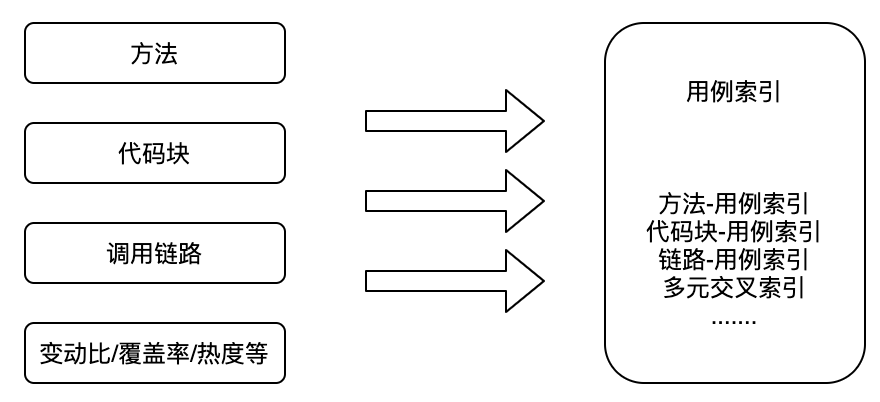 方法
代码块
调用链路
变动比/覆盖率/热度等
用例索引
方法-用例索引
代码块-用例索引
链路-用例索引
多元交叉索引
.......